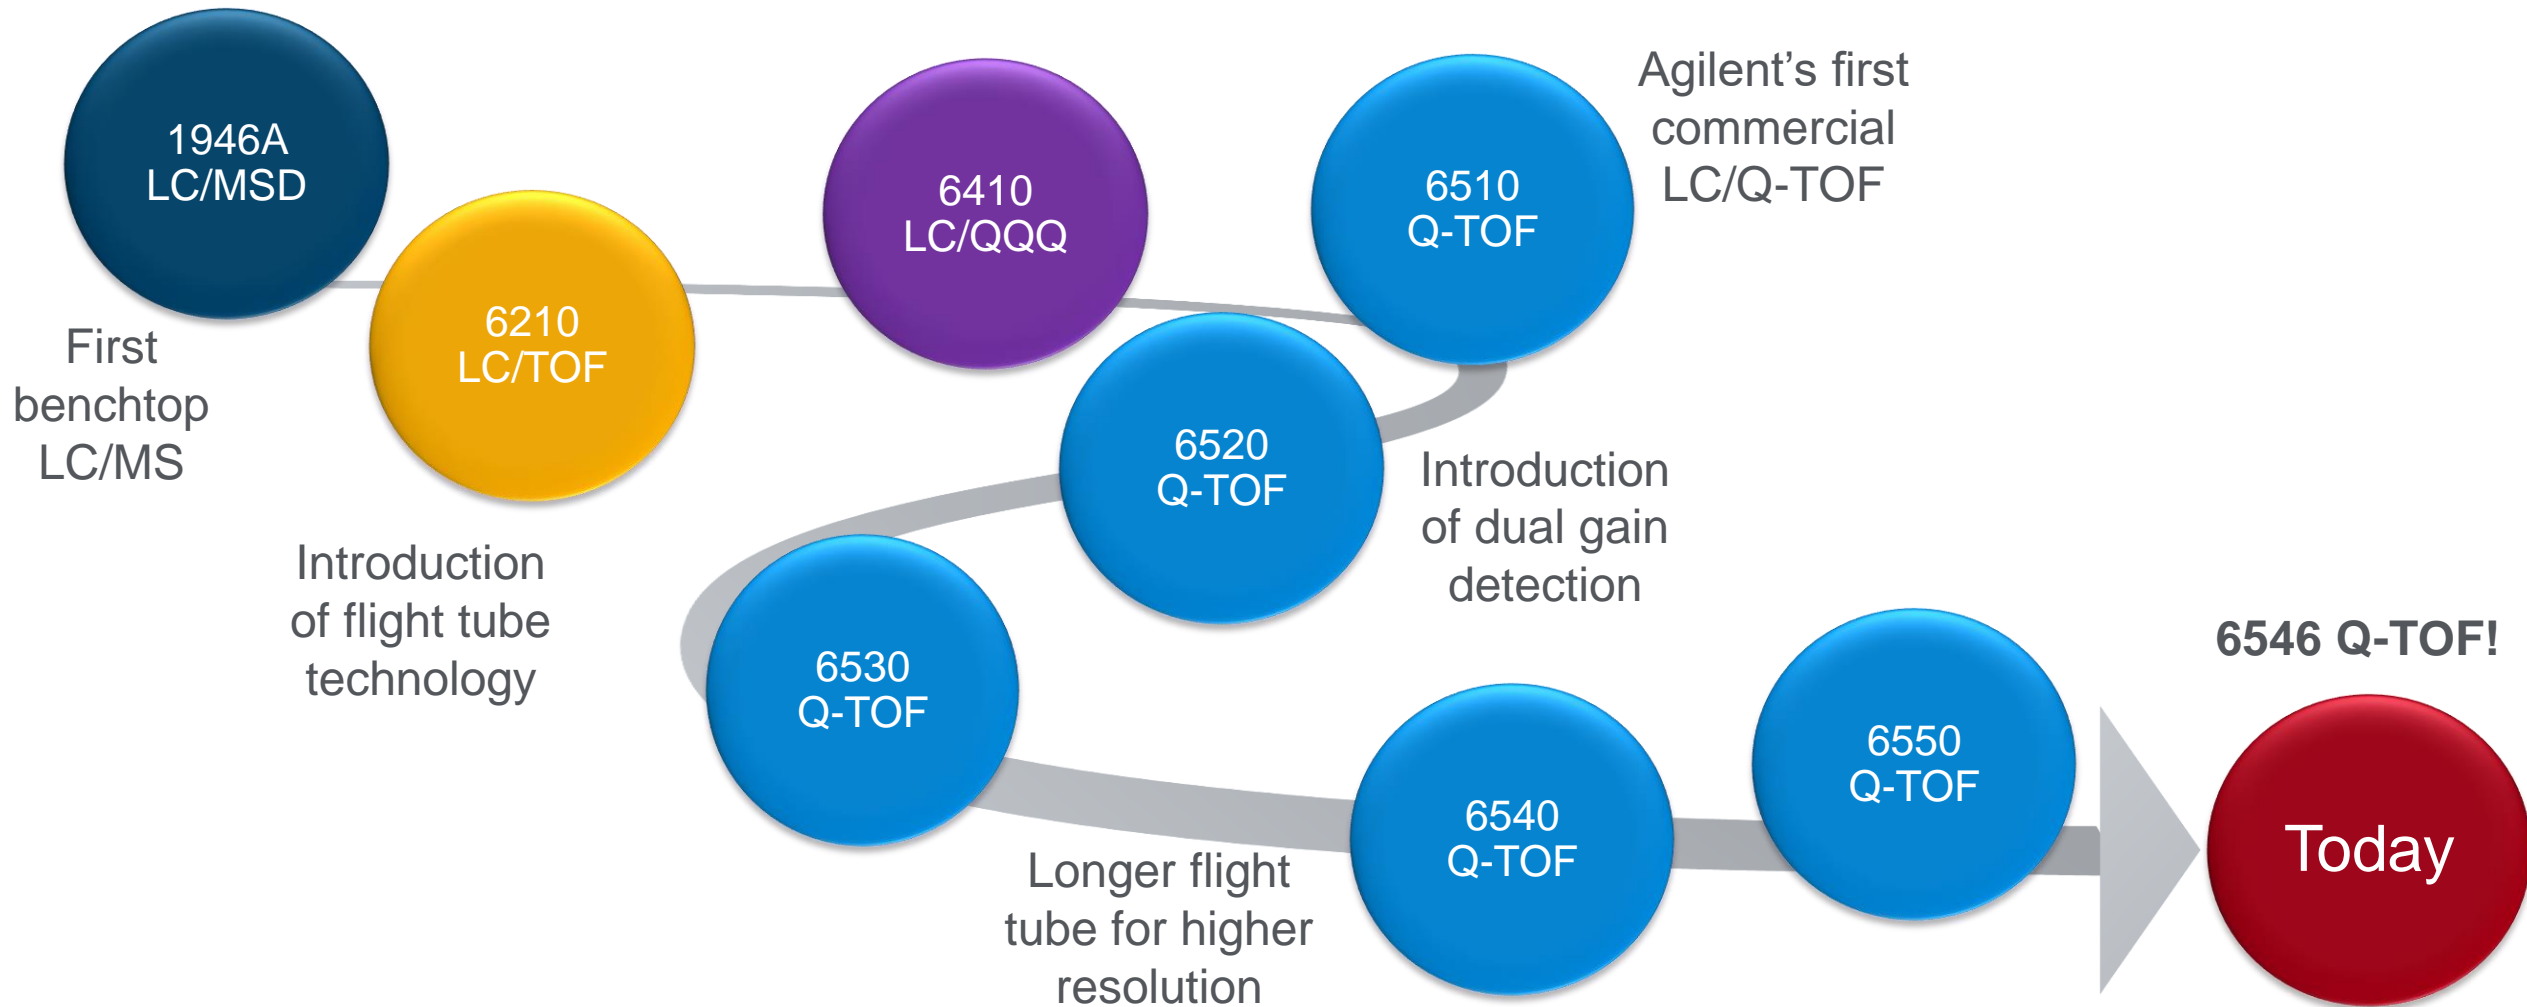 1946A
LC/MSD
First
benchtop
LC/MS
6210
LC/TOF
Introduction
of flight tube
technology
6410
LC/QQQ
6510
Q-TOF
Agilent’s first
commercial
LC/Q-TOF
6520
Q-TOF
Introduction
of dual gain
detection
6530
Q-TOF
6540
Q-TOF
Longer flight
tube for higher
resolution
6550
Q-TOF
6546 Q-TOF!
Today